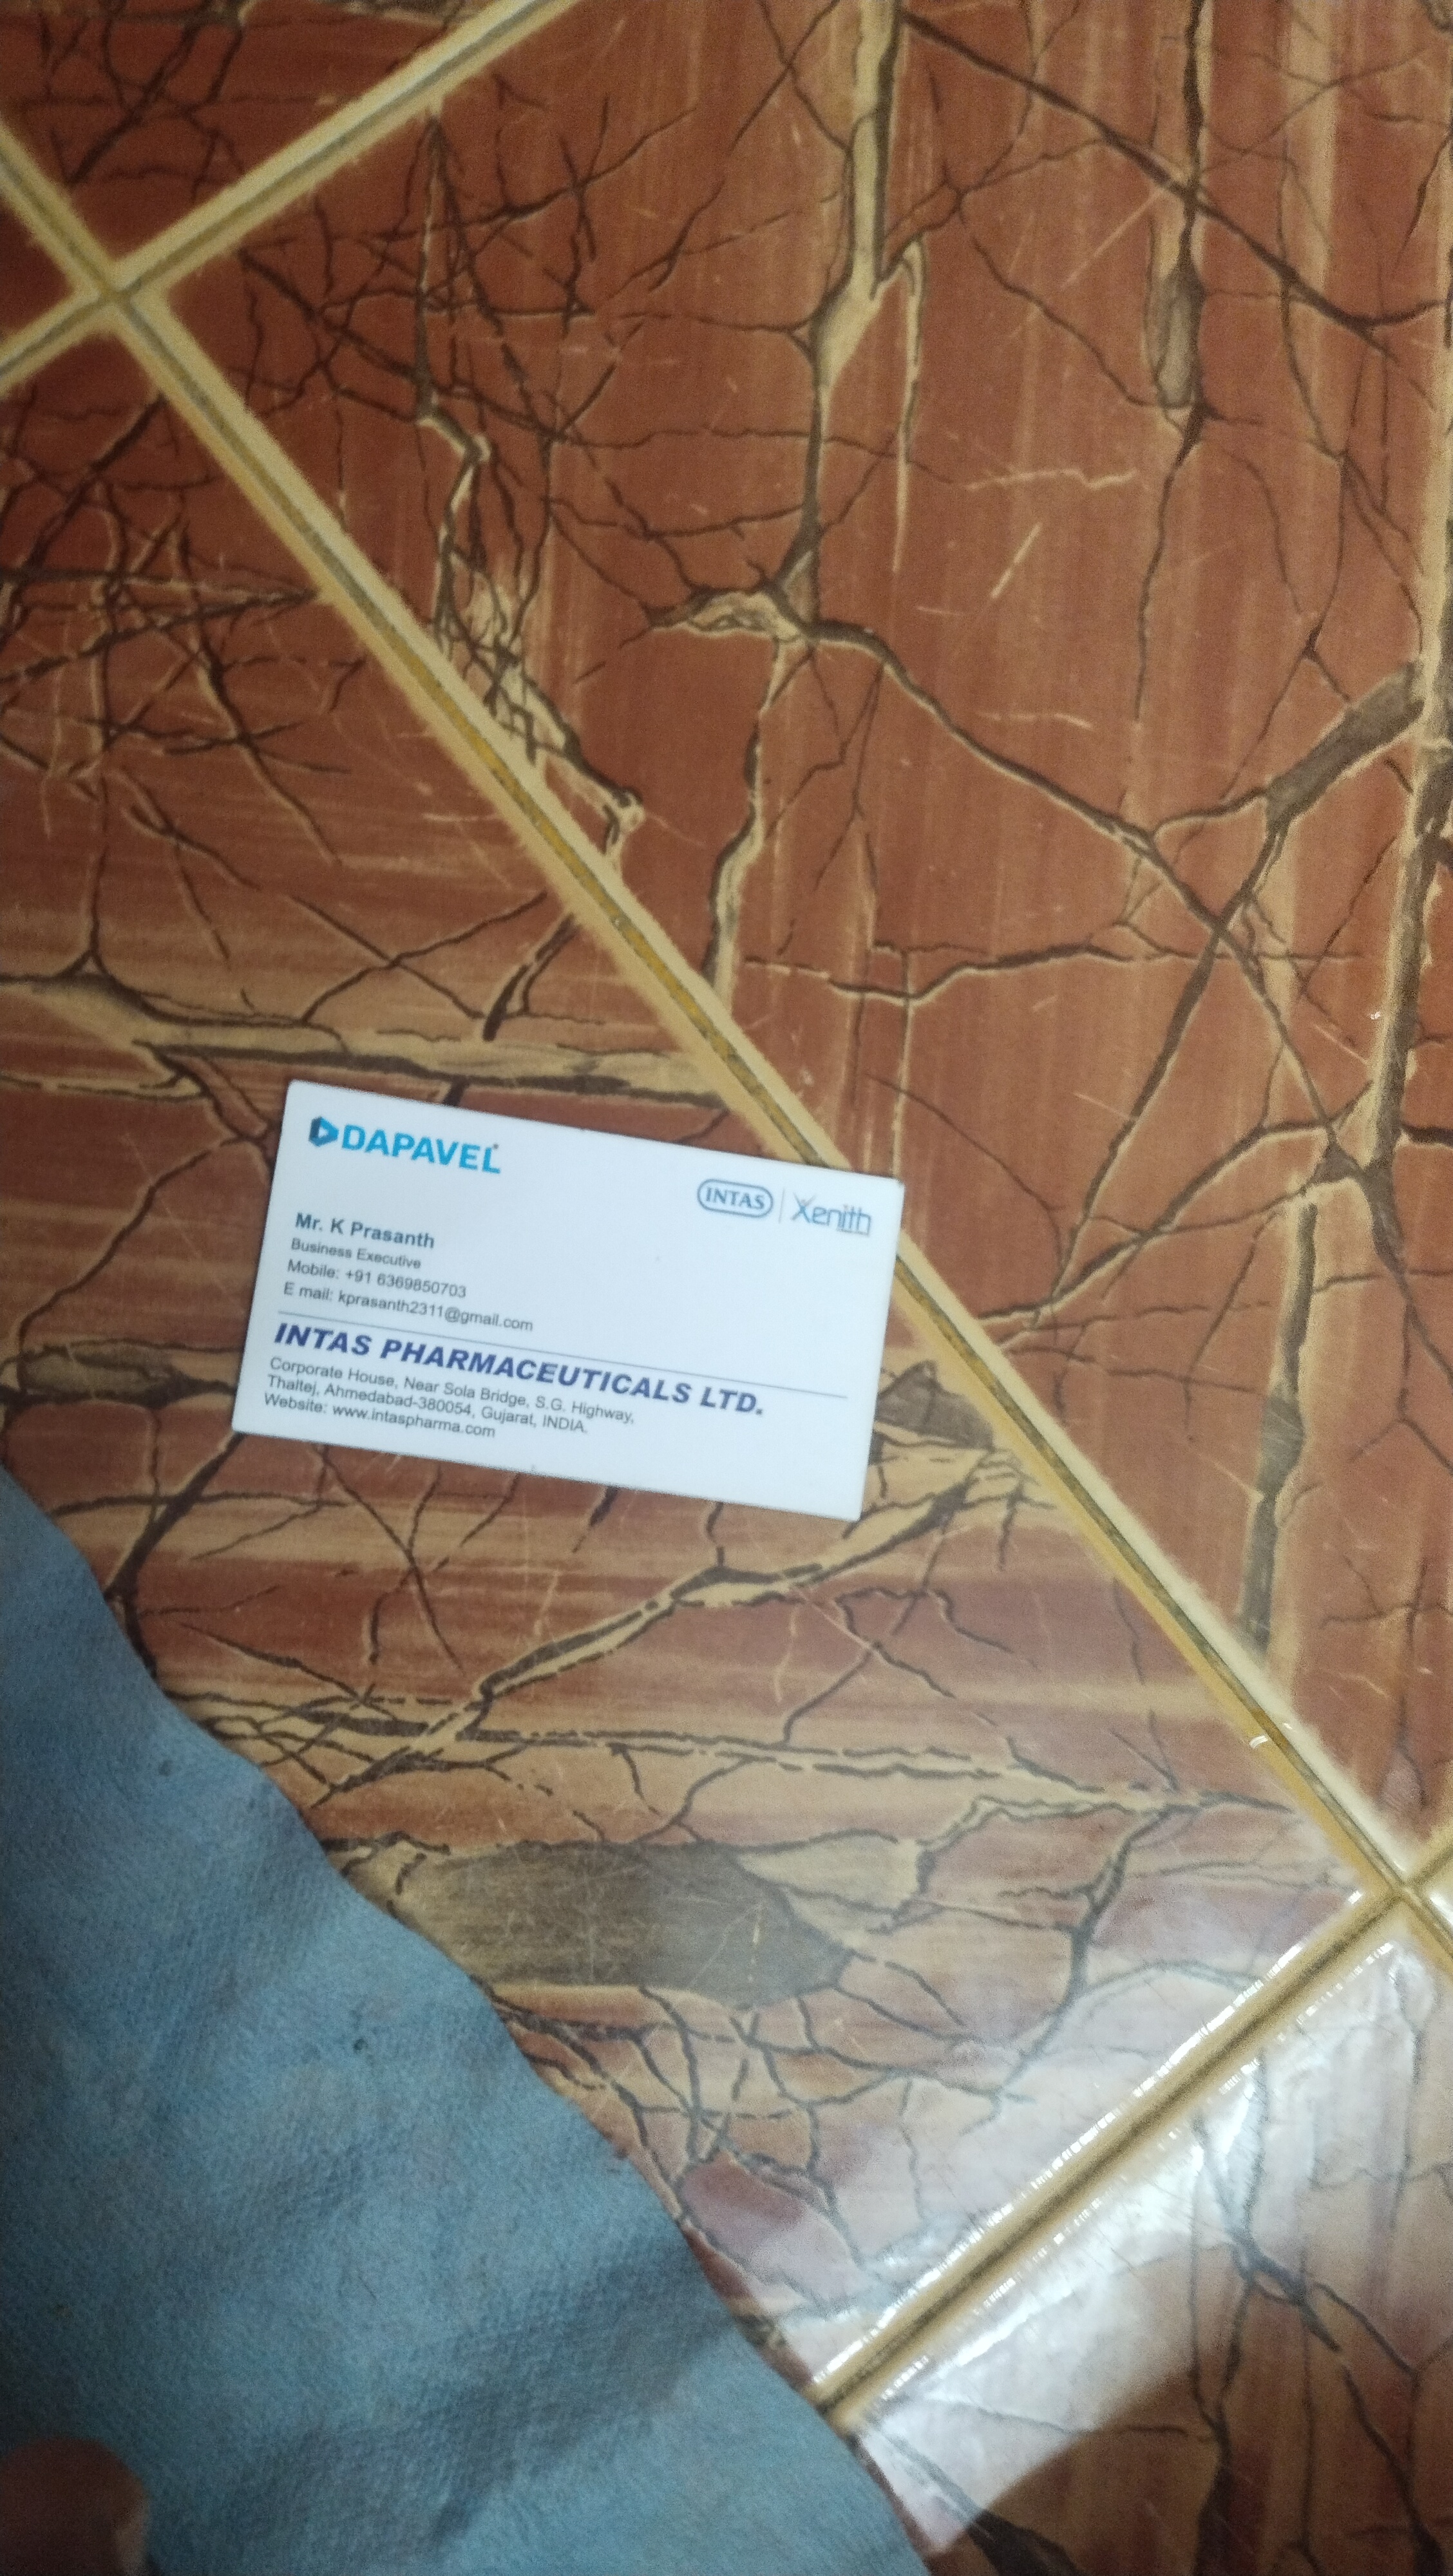 DAPAVEL
INTAS | Xenith
Mr. K Prasanth
Business Executive
Mobile: +91 6369850703
E mail: kprasanth2311@gmail.com
INTAS PHARMACEUTICALS LTD.
Corporate House, Near Sola Bridge, S.G. Highway,
Thaltej, Ahmedabad-380054, Gujarat, INDIA.
Website: www.intaspharma.com